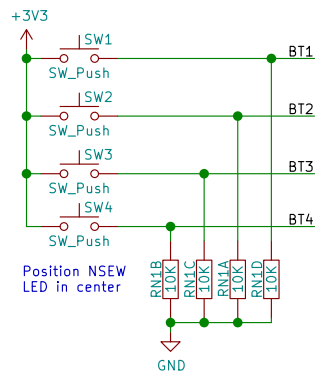 +3V3
SW1
BT1
SW_Push
SW2
BT2
SW_Push
SW3
BT3
SW_Push
SW4
BT4
SW_Push
Position NSEW
LED in center
RN1B
10K
RN1C
10K
RN1A
10K
RN1D
10K
GND